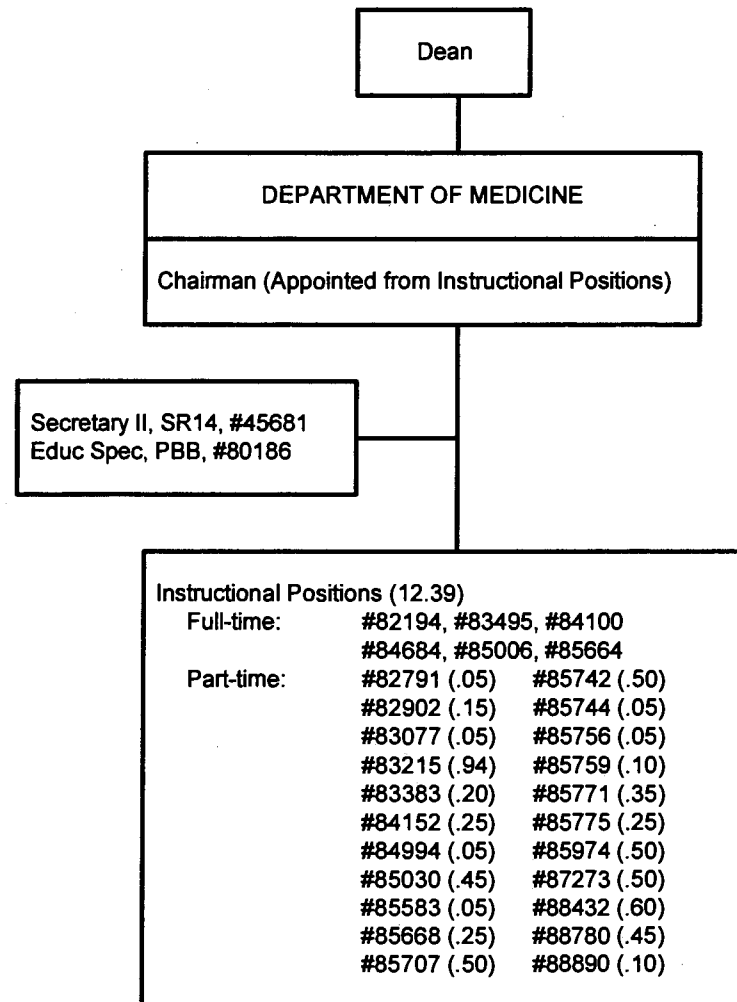 Dean
DEPARTMENT OF MEDICINE
Chairman (Appointed from Instructional Positions)
Secretary II, SR14, #45681
Educ Spec, PBB, #80186
Instructional Positions (12.39)
Full-time: #82194, #83495, #84100
#84684, #85006, #85664
Part-time: #82791 (.05) #85742 (.50)
#82902 (.15) #85744 (.05)
#83077 (.05) #85756 (.05)
#83215 (.94) #85759 (.10)
#83383 (.20) #85771 (.35)
#84152 (.25) #85775 (.25)
#84994 (.05) #85974 (.50)
#85030 (.45) #87273 (.50)
#85583 (.05) #88432 (.60)
#85668 (.25) #88780 (.45)
#85707 (.50) #88890 (.10)